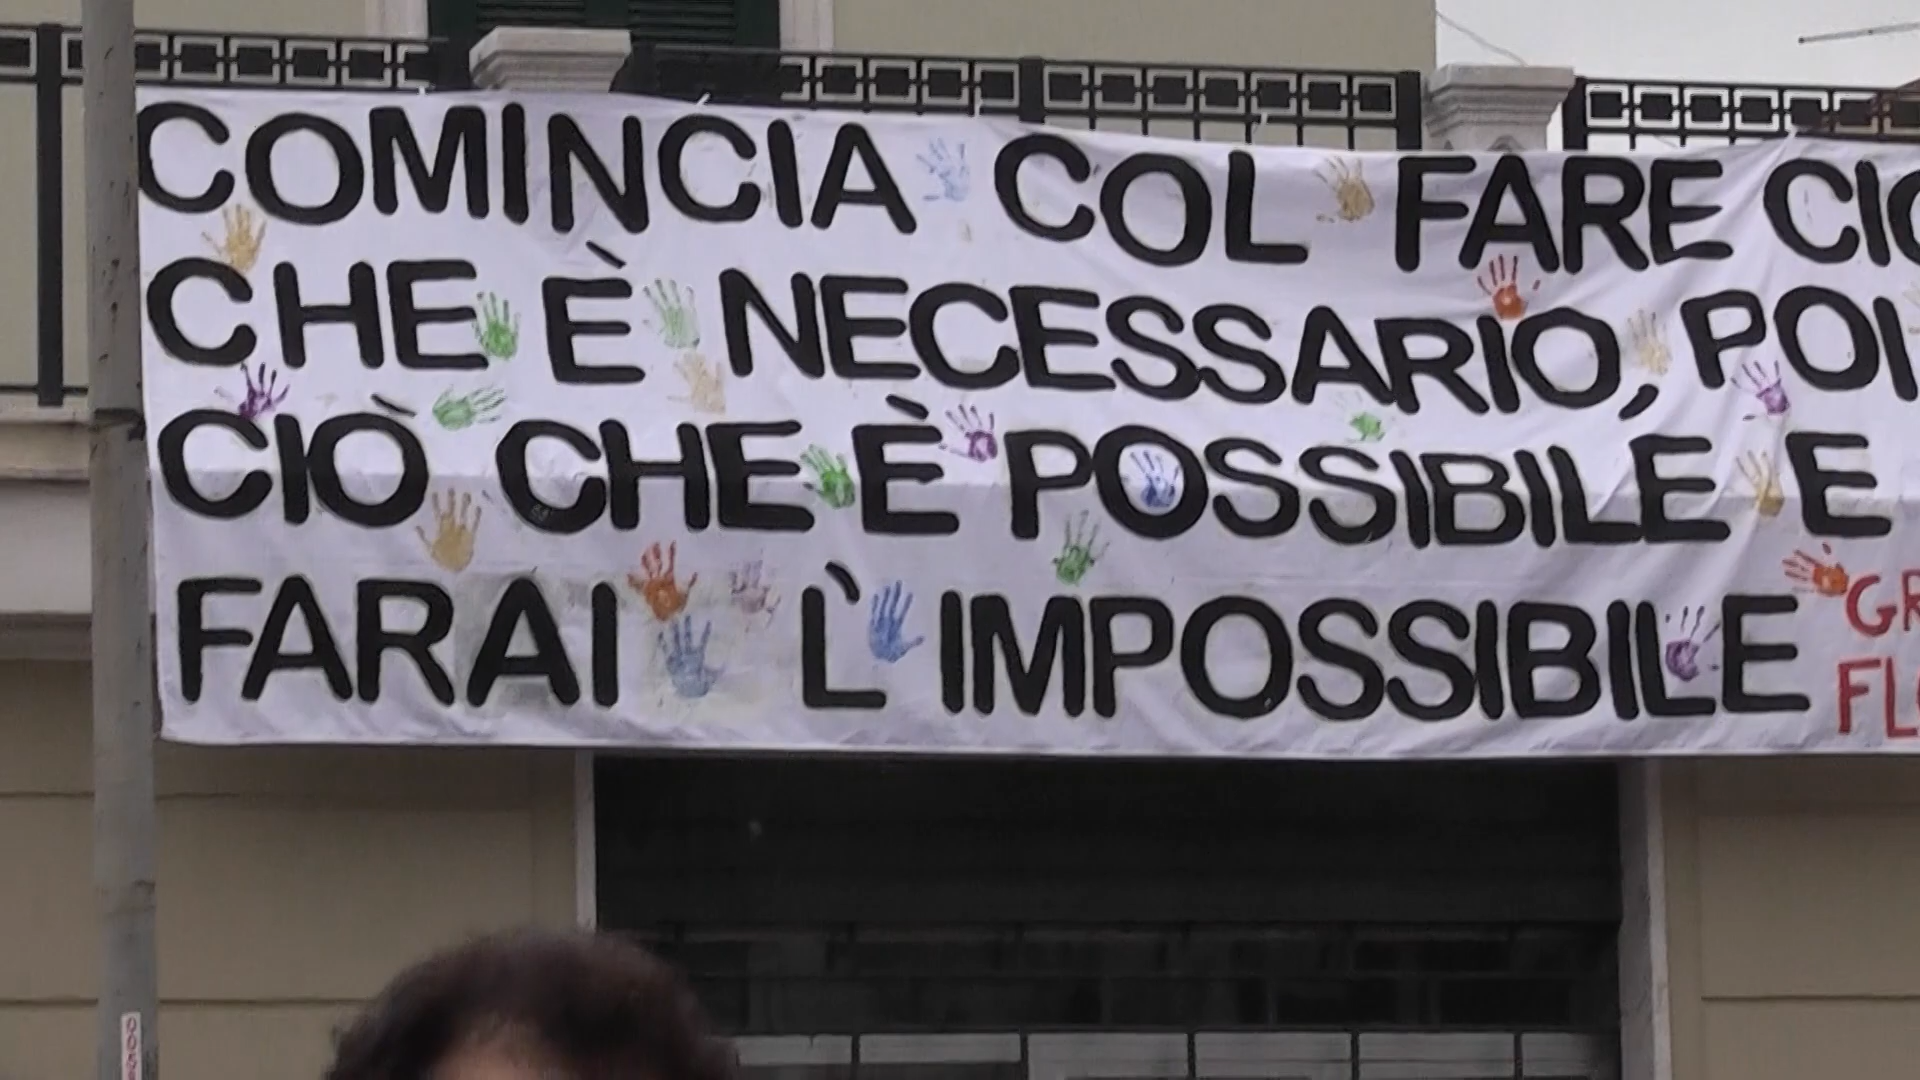 COMINCIA COL FARE CIÒ
CHE È NECESSARIO, POI
CIÒ CHE È POSSIBILE E
FARAI L'IMPOSSIBILE